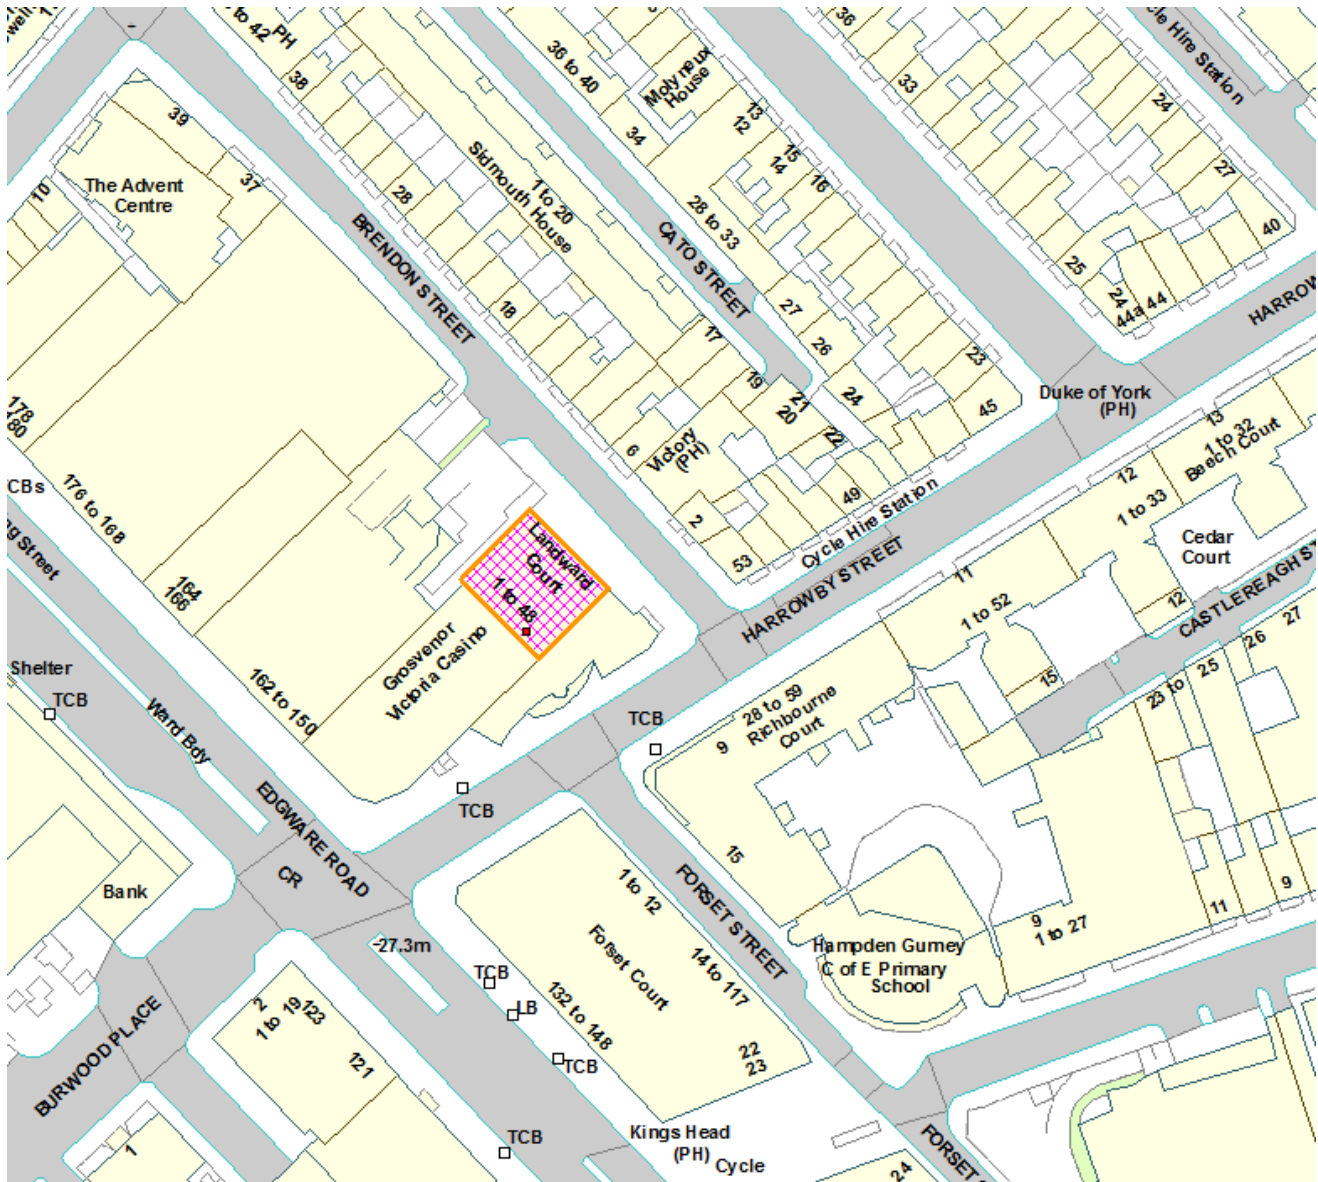 to 42
PH
38
36 to 40
Molyneux
House
36
33
cle Hire Station
24
27
40
39
37
The Advent
Centre
10
34
13
12
15
14
16
Sidmouth House
1 to 20
28
28 to 33
BRENDON STREET
CATO STREET
25
24
44a 44
HARROW
18
27
26
17
19
21
20
24
22
23
45
Duke of York
(PH)
178
180
6
Victory
(PH)
49
2
53
Cycle Hire Station
13
1 to 32
Beech Court
12
1 to 33
CBs
176 to 168
ng Street
Landward
Court
1 to 48
HARROWBY STREET
11
1 to 52
Cedar
Court
12
CASTLEREAGH ST
164
166
Grosvenor
Victoria Casino
Shelter
TCB
162 to 150
Ward Bdy
TCB
28 to 59
Richbourne
Court
9
15
23 to 25
26
27
TCB
EDGWARE ROAD
CR
Bank
15
1 to 12
FORSET STREET
Forset Court
14 to 117
132 to 148
22
23
Hampden Gurney
C of E Primary
School
9
1 to 27
11
9
27.3m
TCB
LB
TCB
BURWOOD PLACE
2
1 to 19
123
121
TCB
1
Kings Head
(PH)
Cycle
24
FORSET